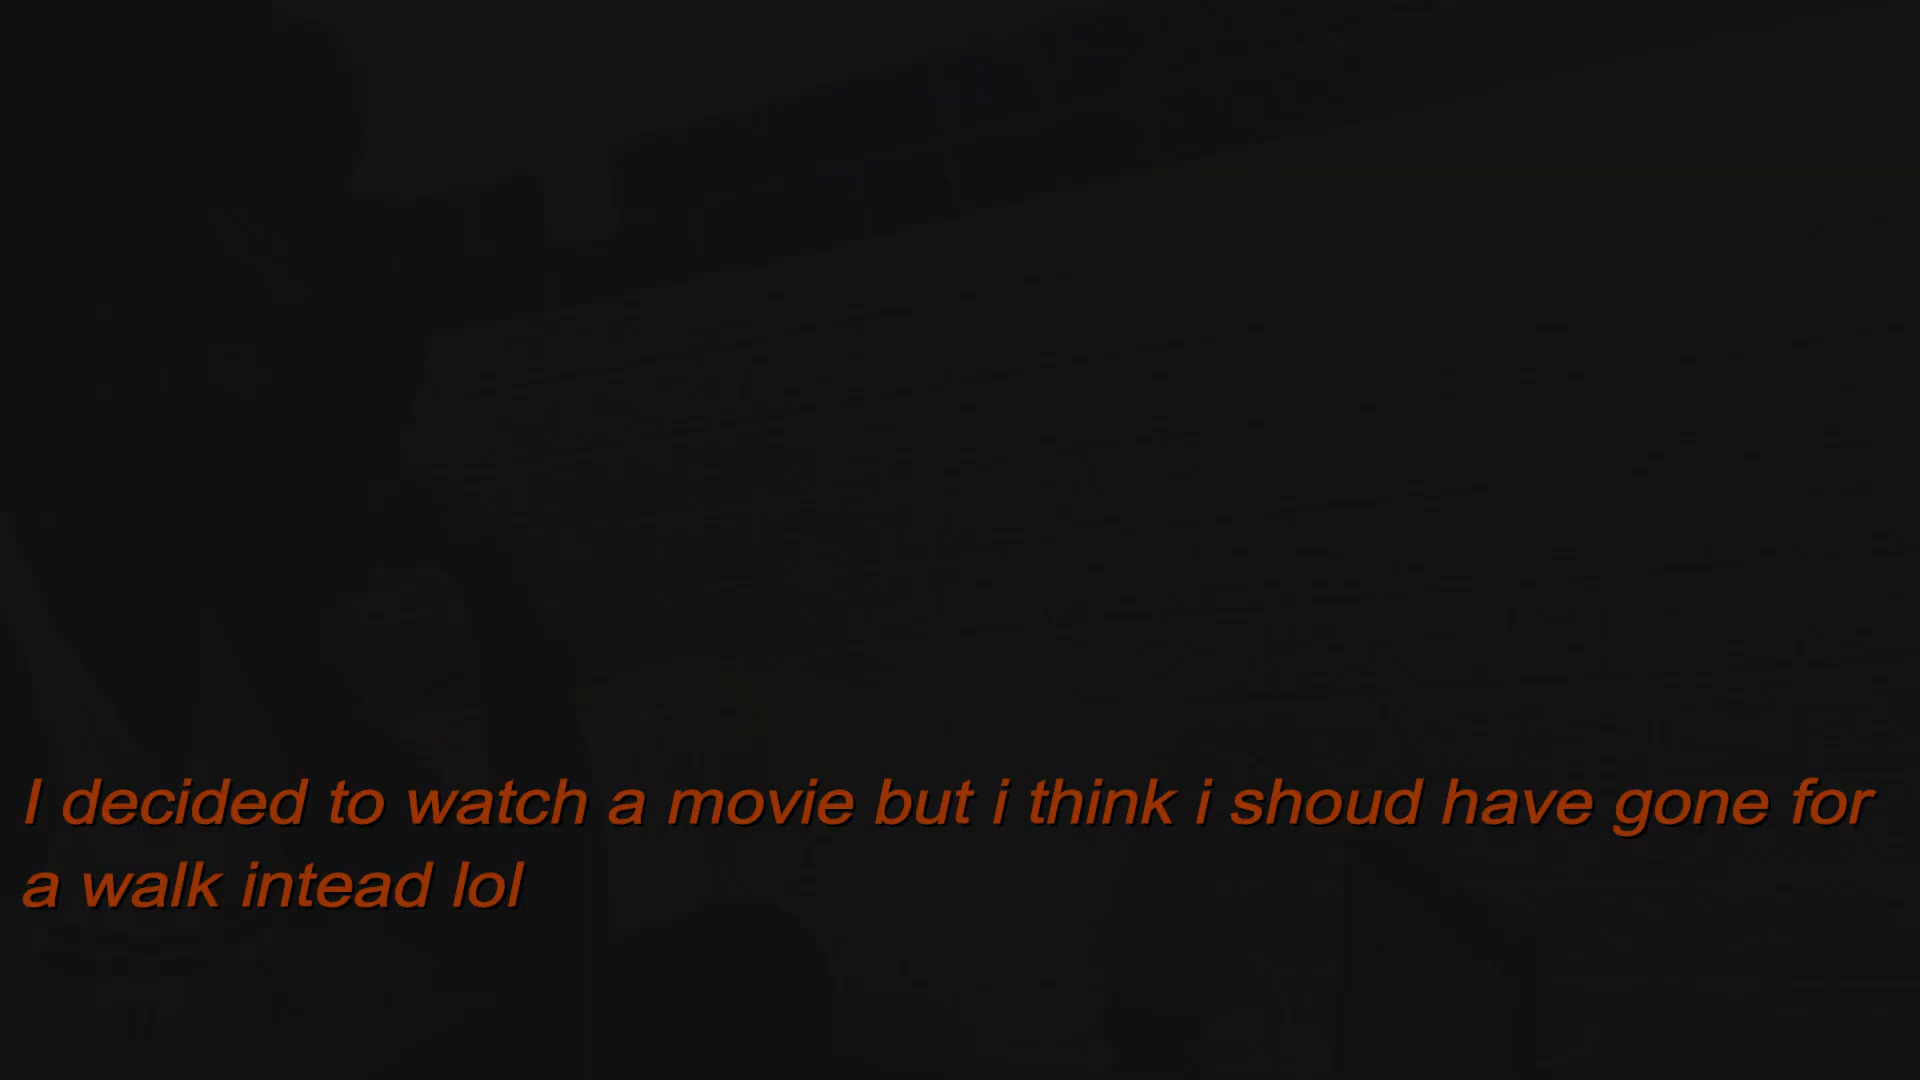 I decided to watch a movie but i think i shoud have gone for
a walk intead lol